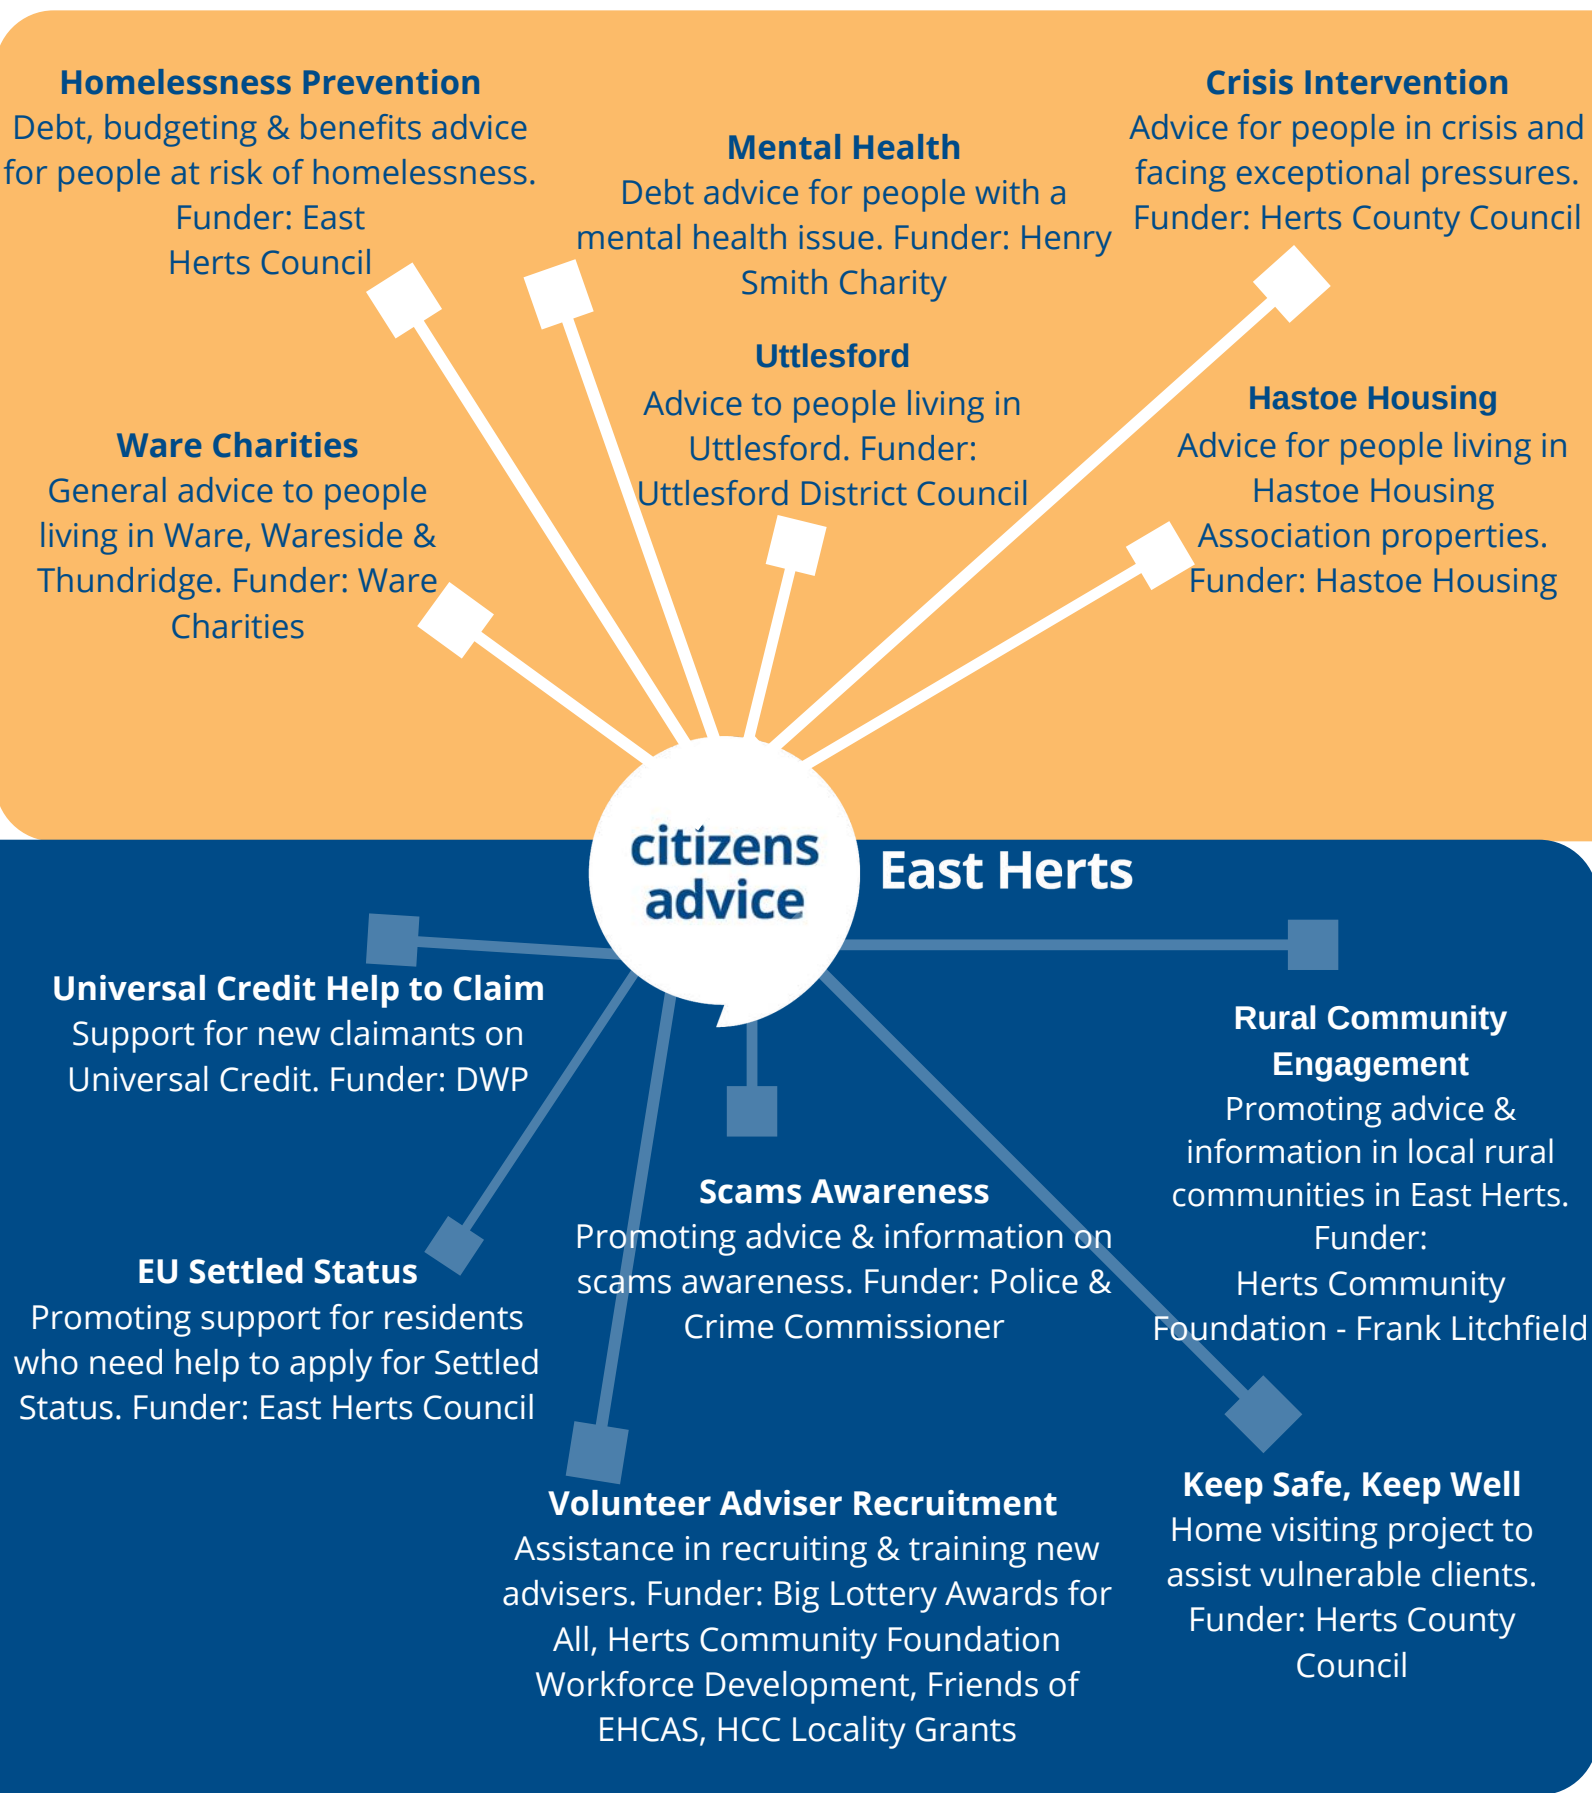 Homelessness Prevention
Debt, budgeting & benefits advice
for people at risk of homelessness.
Funder: East
Herts Council
Mental Health
Debt advice for people with a
mental health issue. Funder: Henry
Smith Charity
Crisis Intervention
Advice for people in crisis and
facing exceptional pressures.
Funder: Herts County Council
Ware Charities
General advice to people
living in Ware, Wareside &
Thundridge. Funder: Ware
Charities
Uttlesford
Advice to people living in
Uttlesford. Funder:
Uttlesford District Council
Hastoe Housing
Advice for people living in
Hastoe Housing
Association properties.
Funder: Hastoe Housing
citizens
advice
East Herts
Universal Credit Help to Claim
Support for new claimants on
Universal Credit. Funder: DWP
Rural Community
Engagement
Promoting advice &
information in local rural
communities in East Herts.
Funder:
Herts Community
Foundation - Frank Litchfield
Scams Awareness
Promoting advice & information on
scams awareness. Funder: Police &
Crime Commissioner
EU Settled Status
Promoting support for residents
who need help to apply for Settled
Status. Funder: East Herts Council
Volunteer Adviser Recruitment
Assistance in recruiting & training new
advisers. Funder: Big Lottery Awards for
All, Herts Community Foundation
Workforce Development, Friends of
EHCAS, HCC Locality Grants
Keep Safe, Keep Well
Home visiting project to
assist vulnerable clients.
Funder: Herts County
Council